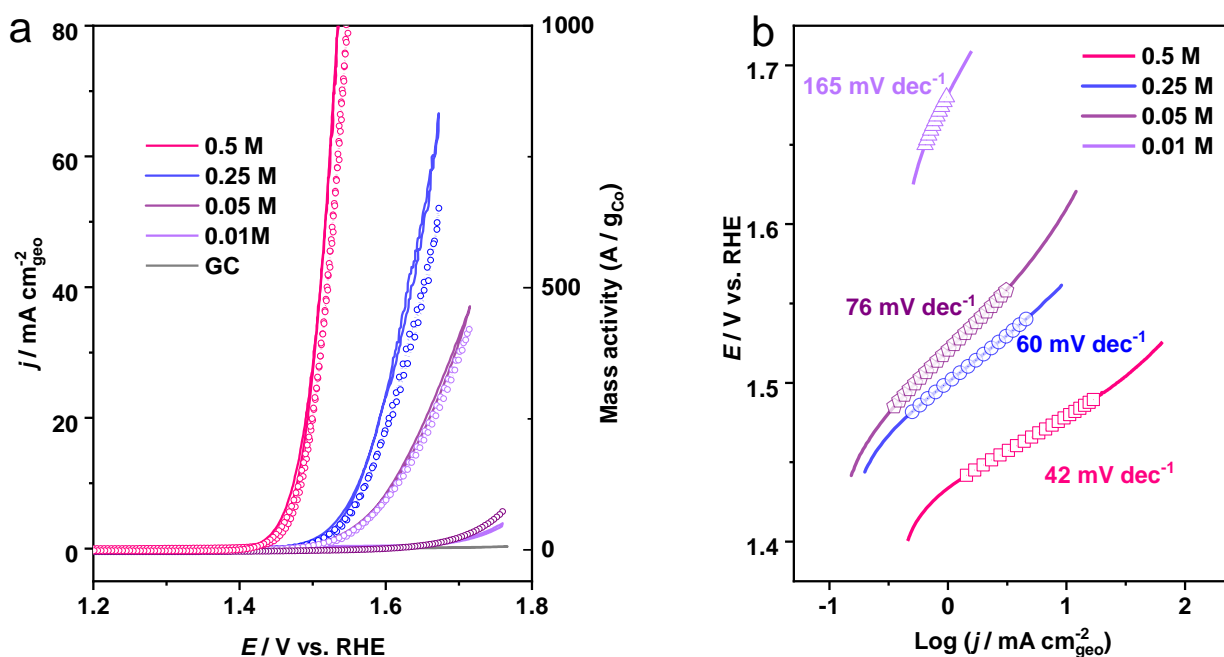 a
80
60
40
20
0
j / mA cm⁻²geo
1000
500
0
Mass activity (A / gCo)
0.5 M
0.25 M
0.05 M
0.01M
GC
1.2
1.4
1.6
1.8
E / V vs. RHE
b
1.7
1.6
1.5
1.4
E / V vs. RHE
0.5 M
0.25 M
0.05 M
0.01 M
165 mV dec⁻¹
76 mV dec⁻¹
60 mV dec⁻¹
42 mV dec⁻¹
-1
0
1
2
Log (j / mA cm⁻²geo)